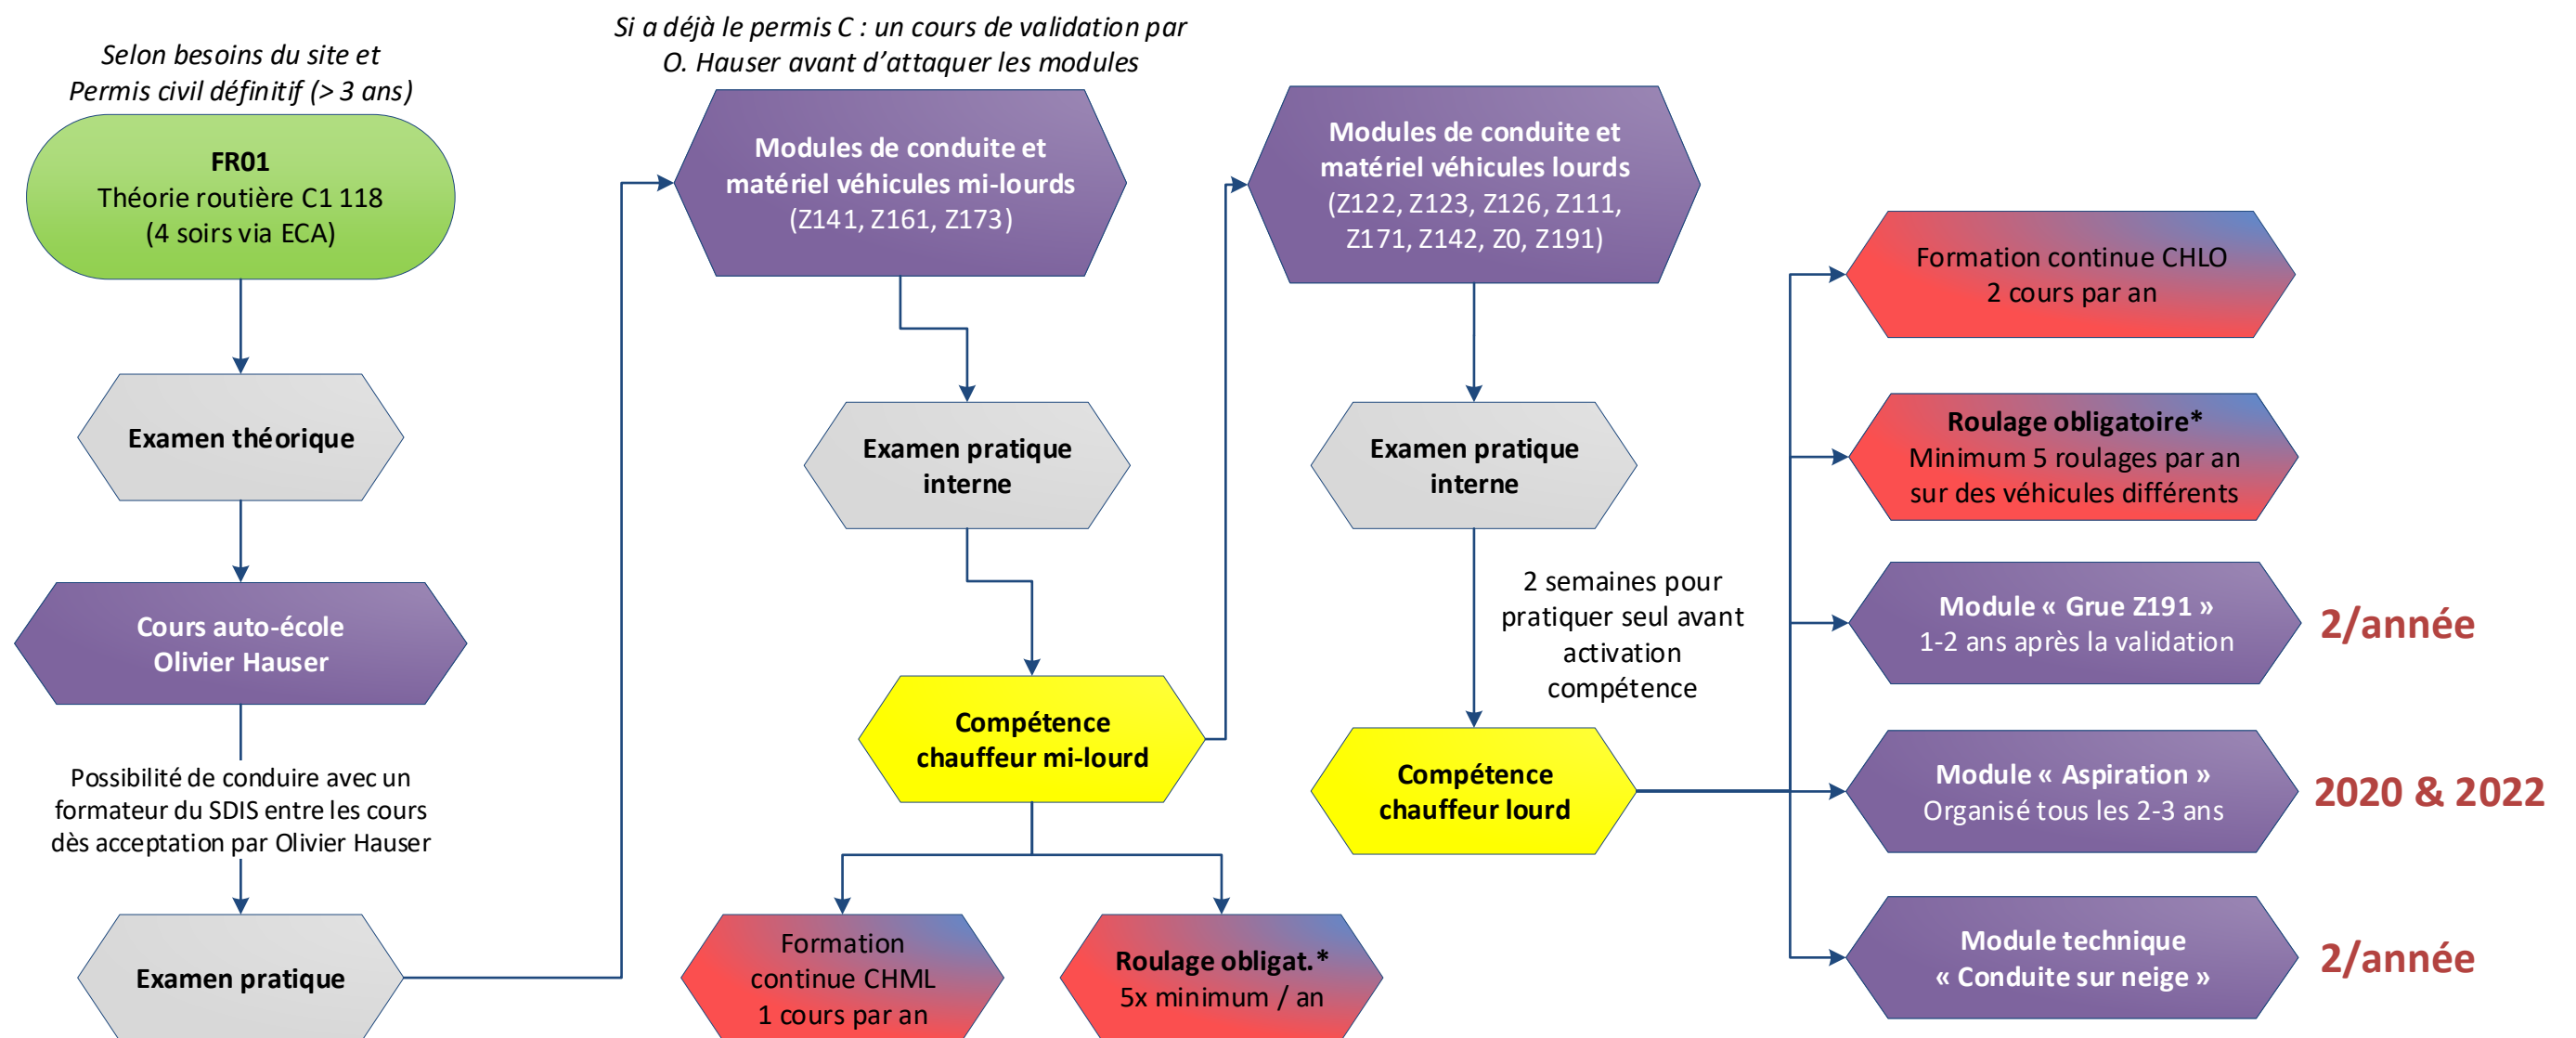 Selon besoins du site et
Permis civil définitif (> 3 ans)
FR01
Théorie routière C1 118
(4 soirs via ECA)
Examen théorique
Cours auto-école
Olivier Hauser
Possibilité de conduire avec un
formateur du SDIS entre les cours
dès acceptation par Olivier Hauser
Examen pratique
Si a déjà le permis C : un cours de validation par
O. Hauser avant d'attaquer les modules
Modules de conduite et
matériel véhicules mi-lourds
(Z141, Z161, Z173)
Examen pratique
interne
Compétence
chauffeur mi-lourd
Formation
continue CHML
1 cours par an
Roulage obligat.*
5x minimum / an
Modules de conduite et
matériel véhicules lourds
(Z122, Z123, Z126, Z111,
Z171, Z142, Z0, Z191)
Examen pratique
interne
2 semaines pour
pratiquer seul avant
activation
compétence
Compétence
chauffeur lourd
Formation continue CHLO
2 cours par an
Roulage obligatoire*
Minimum 5 roulages par an
sur des véhicules différents
Module « Grue Z191 »
1-2 ans après la validation
2/année
Module « Aspiration »
Organisé tous les 2-3 ans
2020 & 2022
Module technique
« Conduite sur neige »
2/année